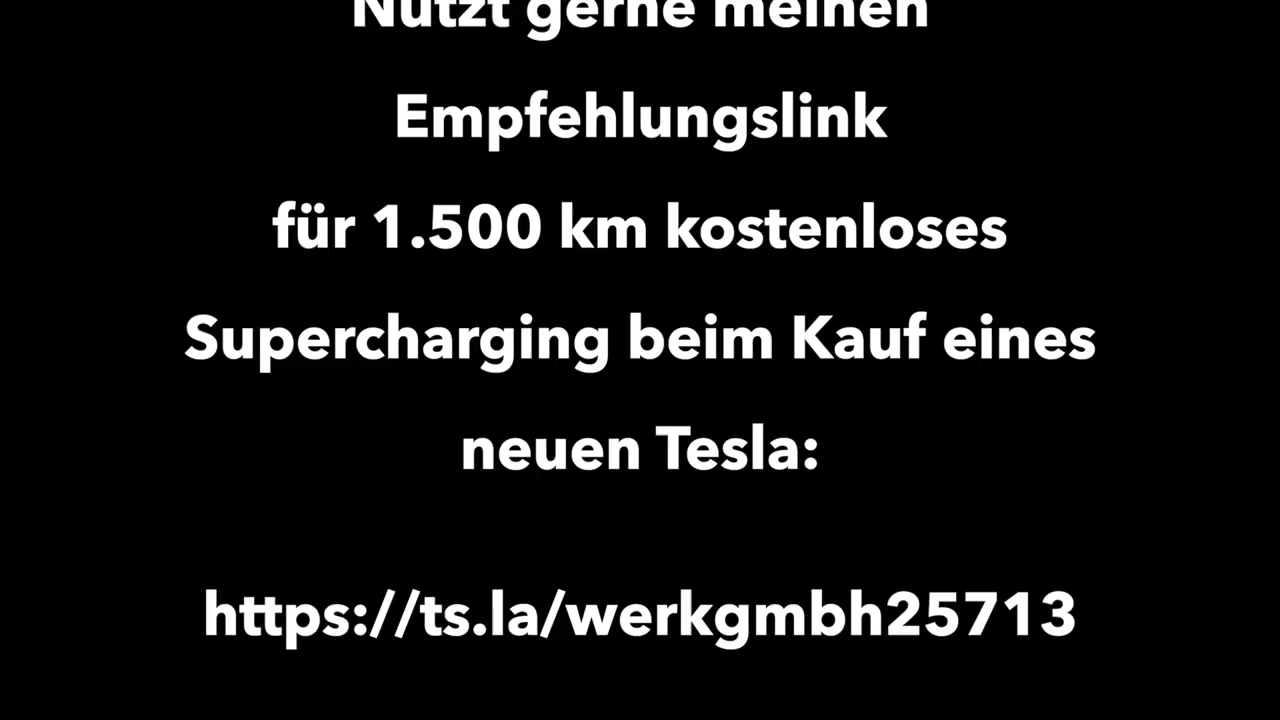 Nutzt gerne meinen
Empfehlungslink
für 1.500 km kostenloses
Supercharging beim Kauf eines
neuen Tesla:
https://ts.la/werkgmbh25713